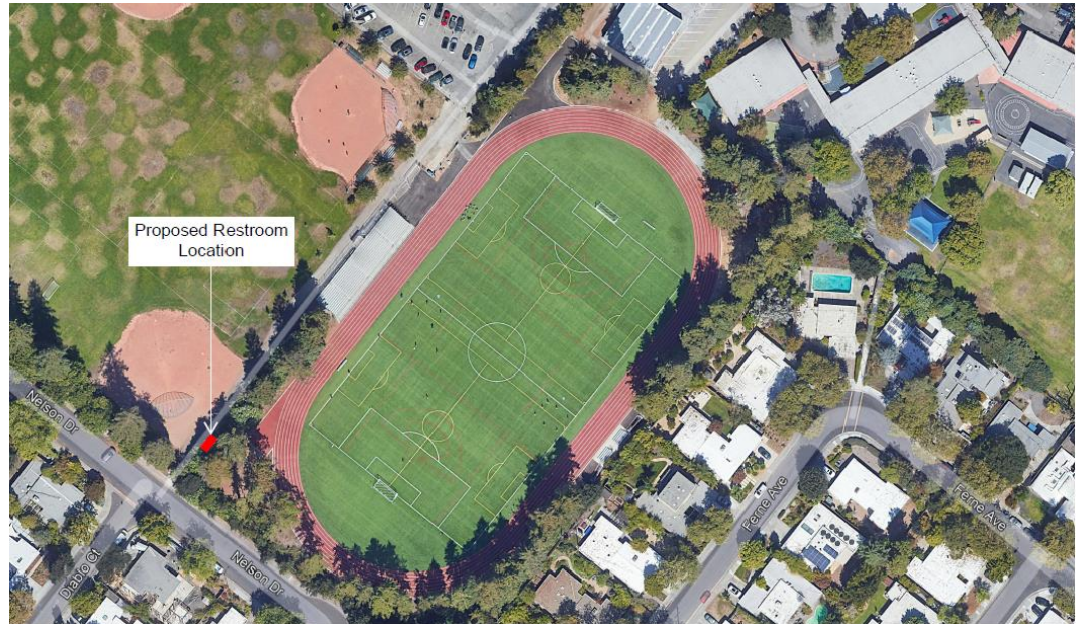 Proposed Restroom
Location
Nelson Dr
Diablo Ct
Nelson Dr
Ferne Ave
Ferne Ave